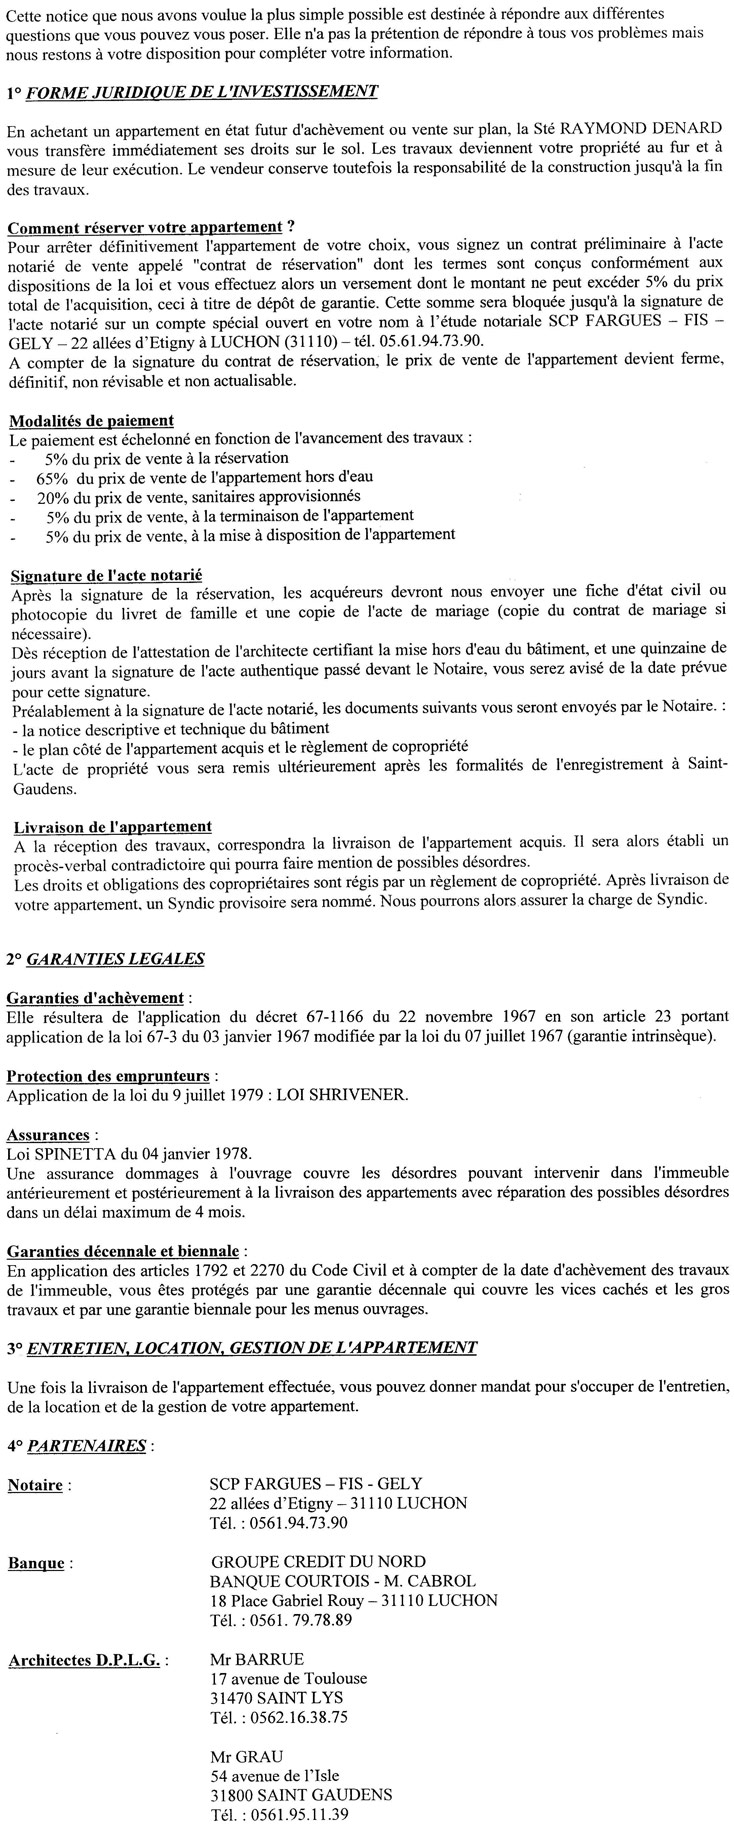 Cette notice que nous avons voulue la plus simple possible est destinée à répondre aux différentes
questions que vous pouvez vous poser. Elle n'a pas la prétention de répondre à tous vos problèmes mais
nous restons à votre disposition pour compléter votre information.
1° FORME JURIDIQUE DE L'INVESTISSEMENT
En achetant un appartement en état futur d'achèvement ou vente sur plan, la Sté RAYMOND DENARD
vous transfère immédiatement ses droits sur le sol. Les travaux deviennent votre propriété au fur et à
mesure de leur exécution. Le vendeur conserve toutefois la responsabilité de la construction jusqu'à la fin
des travaux.
Comment réserver votre appartement ?
Pour arrêter définitivement l'appartement de votre choix, vous signez un contrat préliminaire à l'acte
notarié de vente appelé "contrat de réservation" dont les termes sont conçus conformément aux
dispositions de la loi et vous effectuez alors un versement dont le montant ne peut excéder 5% du prix
total de l'acquisition, ceci à titre de dépôt de garantie. Cette somme sera bloquée jusqu'à la signature de
l'acte notarié sur un compte spécial ouvert en votre nom à l'étude notariale SCP FARGUES – FIS –
GELY – 22 allées d'Etigny à LUCHON (31110) – tél. 05.61.94.73.90.
A compter de la signature du contrat de réservation, le prix de vente de l'appartement devient ferme,
définitif, non révisable et non actualisable.
Modalités de paiement
Le paiement est échelonné en fonction de l'avancement des travaux :
- 5% du prix de vente à la réservation
- 65% du prix de vente de l'appartement hors d'eau
- 20% du prix de vente, sanitaires approvisionnés
- 5% du prix de vente, à la terminaison de l'appartement
- 5% du prix de vente, à la mise à disposition de l'appartement
Signature de l'acte notarié
Après la signature de la réservation, les acquéreurs devront nous envoyer une fiche d'état civil ou
photocopie du livret de famille et une copie de l'acte de mariage (copie du contrat de mariage si
nécessaire).
Dès réception de l'attestation de l'architecte certifiant la mise hors d'eau du bâtiment, et une quinzaine de
jours avant la signature de l'acte authentique passé devant le Notaire, vous serez avisé de la date prévue
pour cette signature.
Préalablement à la signature de l'acte notarié, les documents suivants vous seront envoyés par le Notaire. :
- la notice descriptive et technique du bâtiment
- le plan côté de l'appartement acquis et le règlement de copropriété
L'acte de propriété vous sera remis ultérieurement après les formalités de l'enregistrement à Saint-
Gaudens.
Livraison de l'appartement
A la réception des travaux, correspondra la livraison de l'appartement acquis. Il sera alors établi un
procès-verbal contradictoire qui pourra faire mention de possibles désordres.
Les droits et obligations des copropriétaires sont régis par un règlement de copropriété. Après livraison de
votre appartement, un Syndic provisoire sera nommé. Nous pourrons alors assurer la charge de Syndic.
2° GARANTIES LEGALES
Garanties d'achèvement :
Elle résultera de l'application du décret 67-1166 du 22 novembre 1967 en son article 23 portant
application de la loi 67-3 du 03 janvier 1967 modifiée par la loi du 07 juillet 1967 (garantie intrinsèque).
Protection des emprunteurs :
Application de la loi du 9 juillet 1979 : LOI SHRIVENER.
Assurances :
Loi SPINETTA du 04 janvier 1978.
Une assurance dommages à l'ouvrage couvre les désordres pouvant intervenir dans l'immeuble
antérieurement et postérieurement à la livraison des appartements avec réparation des possibles désordres
dans un délai maximum de 4 mois.
Garanties décennale et biennale :
En application des articles 1792 et 2270 du Code Civil et à compter de la date d'achèvement des travaux
de l'immeuble, vous êtes protégés par une garantie décennale qui couvre les vices cachés et les gros
travaux et par une garantie biennale pour les menus ouvrages.
3° ENTRETIEN, LOCATION, GESTION DE L'APPARTEMENT
Une fois la livraison de l'appartement effectuée, vous pouvez donner mandat pour s'occuper de l'entretien,
de la location et de la gestion de votre appartement.
4° PARTENAIRES :
Notaire : SCP FARGUES – FIS - GELY
22 allées d'Etigny – 31110 LUCHON
Tél. : 0561.94.73.90
Banque : GROUPE CREDIT DU NORD
BANQUE COURTOIS - M. CABROL
18 Place Gabriel Rouy – 31110 LUCHON
Tél. : 0561. 79.78.89
Architectes D.P.L.G. : Mr BARRUE
17 avenue de Toulouse
31470 SAINT LYS
Tél. : 0562.16.38.75
Mr GRAU
54 avenue de l'Isle
31800 SAINT GAUDENS
Tél. : 0561.95.11.39